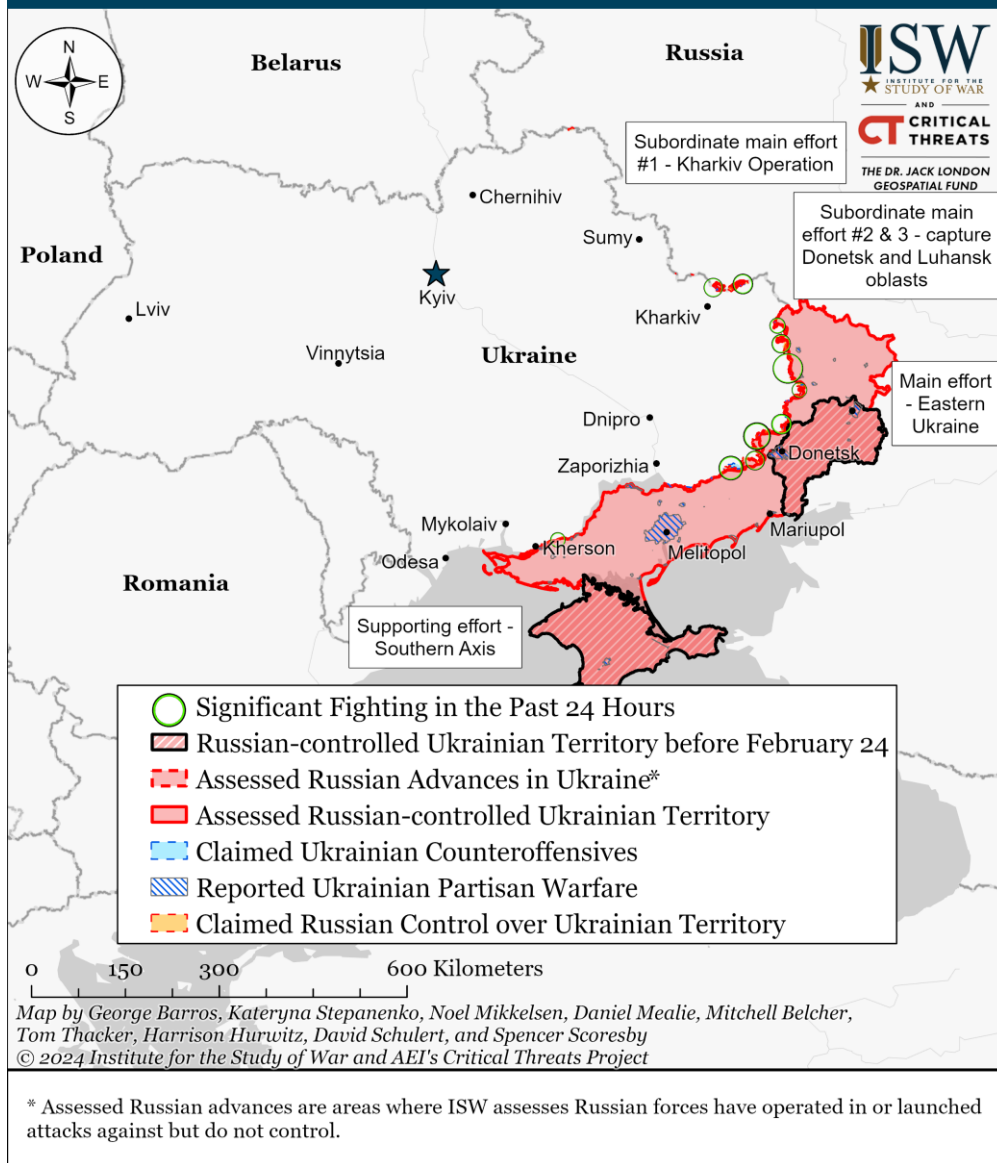 N
W
E
S
Belarus
Russia
ISW
INSTITUTE FOR THE
STUDY OF WAR
AND
CT CRITICAL
THREATS
THE DR. JACK LONDON
GEOSPATIAL FUND
Subordinate main effort
#1 - Kharkiv Operation
Subordinate main
effort #2 & 3 - capture
Donetsk and Luhansk
oblasts
Chernihiv
Sumy
Poland
Kyiv
Lviv
Kharkiv
Vinnytsia
Ukraine
Main effort
- Eastern
Ukraine
Dnipro
Donetsk
Zaporizhia
Mykolaiv
Mariupol
Kherson
Melitopol
Odesa
Romania
Supporting effort -
Southern Axis
Significant Fighting in the Past 24 Hours
Russian-controlled Ukrainian Territory before February 24
Assessed Russian Advances in Ukraine*
Assessed Russian-controlled Ukrainian Territory
Claimed Ukrainian Counteroffensives
Reported Ukrainian Partisan Warfare
Claimed Russian Control over Ukrainian Territory
0 150 300 600 Kilometers
Map by George Barros, Kateryna Stepanenko, Noel Mikkelsen, Daniel Mealie, Mitchell Belcher,
Tom Thacker, Harrison Hurwitz, David Schulert, and Spencer Scoresby
© 2024 Institute for the Study of War and AEI's Critical Threats Project
* Assessed Russian advances are areas where ISW assesses Russian forces have operated in or launched
attacks against but do not control.